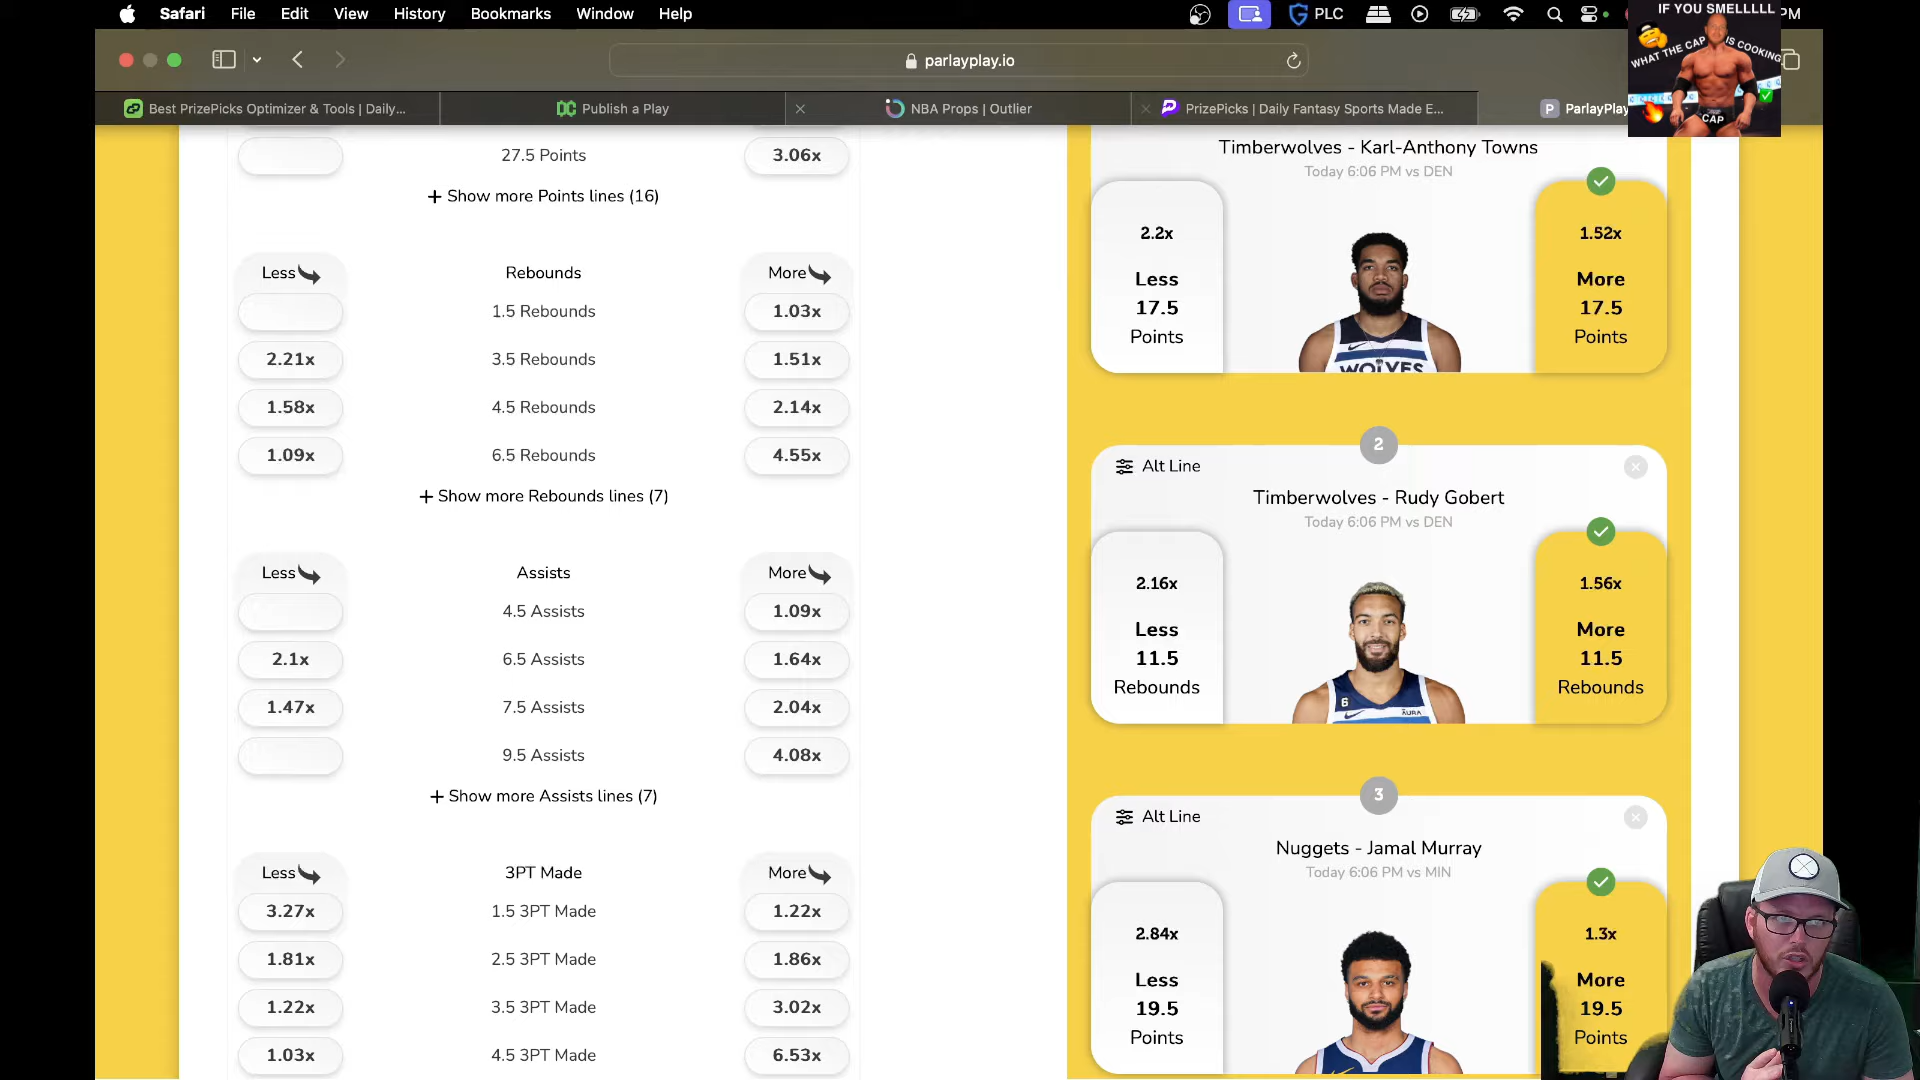 Safari File Edit View History Bookmarks Window Help
PLC
PM
IF YOU SMELLLLL
WHAT THE CAP IS COOKING
CAP
parlayplay.io
Best PrizePicks Optimizer & Tools | Daily...
Publish a Play
NBA Props | Outlier
PrizePicks | Daily Fantasy Sports Made E...
ParlayPlay
27.5 Points 3.06x
+ Show more Points lines (16)
Less Rebounds More
1.5 Rebounds 1.03x
2.21x 3.5 Rebounds 1.51x
1.58x 4.5 Rebounds 2.14x
1.09x 6.5 Rebounds 4.55x
+ Show more Rebounds lines (7)
Less Assists More
4.5 Assists 1.09x
2.1x 6.5 Assists 1.64x
1.47x 7.5 Assists 2.04x
9.5 Assists 4.08x
+ Show more Assists lines (7)
Less 3PT Made More
3.27x 1.5 3PT Made 1.22x
1.81x 2.5 3PT Made 1.86x
1.22x 3.5 3PT Made 3.02x
1.03x 4.5 3PT Made 6.53x
Timberwolves - Karl-Anthony Towns
Today 6:06 PM vs DEN
2.2x 1.52x
Less More
17.5 17.5
Points Points
WOLVES
2
Alt Line
Timberwolves - Rudy Gobert
Today 6:06 PM vs DEN
2.16x 1.56x
Less More
11.5 11.5
Rebounds Rebounds
6
AURA
3
Alt Line
Nuggets - Jamal Murray
Today 6:06 PM vs MIN
2.84x 1.3x
Less More
19.5 19.5
Points Points